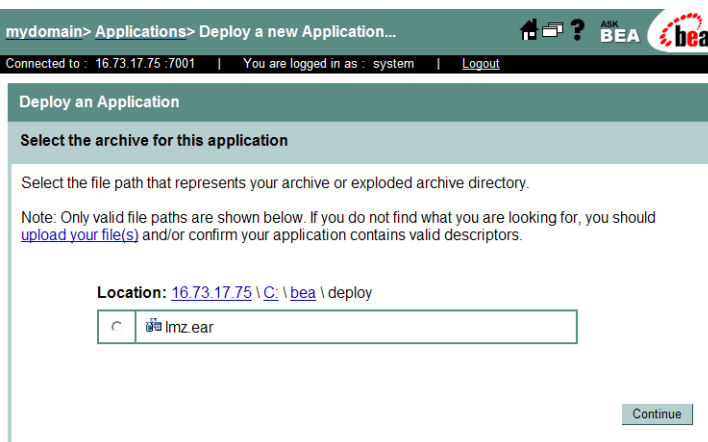 mydomain> Applications> Deploy a new Application... ? ASK BEA bea
Connected to : 16.73.17.75 :7001 | You are logged in as : system | Logout
Deploy an Application
Select the archive for this application
Select the file path that represents your archive or exploded archive directory.
Note: Only valid file paths are shown below. If you do not find what you are looking for, you should
upload your file(s) and/or confirm your application contains valid descriptors.
Location: 16.73.17.75 \ C: \ bea \ deploy
lmz.ear
Continue